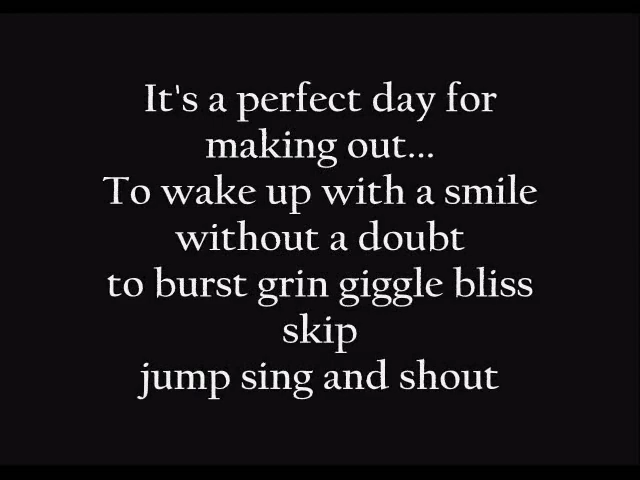 It's a perfect day for
making out...
To wake up with a smile
without a doubt
to burst grin giggle bliss
skip
jump sing and shout